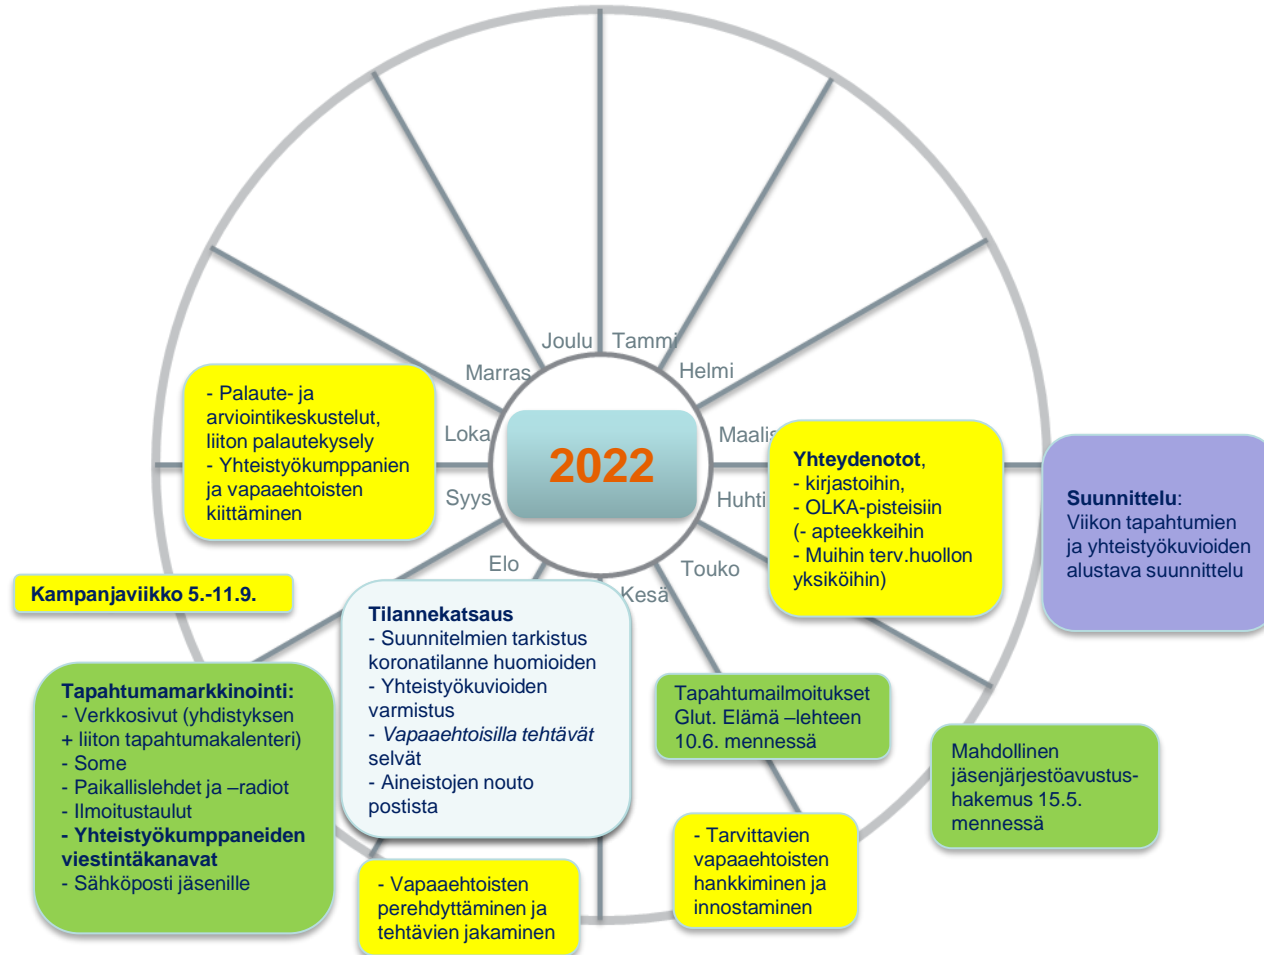 Joulu
Tammi
Marras
Helmi
Loka
Maalis
2022
Syys
Huhti
Elo
Touko
Kesä
- Palaute- ja
arviointikeskustelut,
liiton palautekysely
- Yhteistyökumppanien
ja vapaaehtoisten
kiittäminen
Yhteydenotot,
- kirjastoihin,
- OLKA-pisteisiin
(- apteekkeihin
- Muihin terv.huollon
yksiköihin)
Suunnittelu:
Viikon tapahtumien
ja yhteistyökuvioiden
alustava suunnittelu
Kampanjaviikko 5.-11.9.
Tilannekatsaus
- Suunnitelmien tarkistus
koronatilanne huomioiden
- Yhteistyökuvioiden
varmistus
- Vapaaehtoisilla tehtävät
selvät
- Aineistojen nouto
postista
Tapahtumamarkkinointi:
- Verkkosivut (yhdistyksen
+ liiton tapahtumakalenteri)
- Some
- Paikallislehdet ja –radiot
- Ilmoitustaulut
- Yhteistyökumppaneiden
viestintäkanavat
- Sähköposti jäsenille
Tapahtumailmoitukset
Glut. Elämä –lehteen
10.6. mennessä
Mahdollinen
jäsenjärjestöavustus-
hakemus 15.5.
mennessä
- Tarvittavien
vapaaehtoisten
hankkiminen ja
innostaminen
- Vapaaehtoisten
perehdyttäminen ja
tehtävien jakaminen